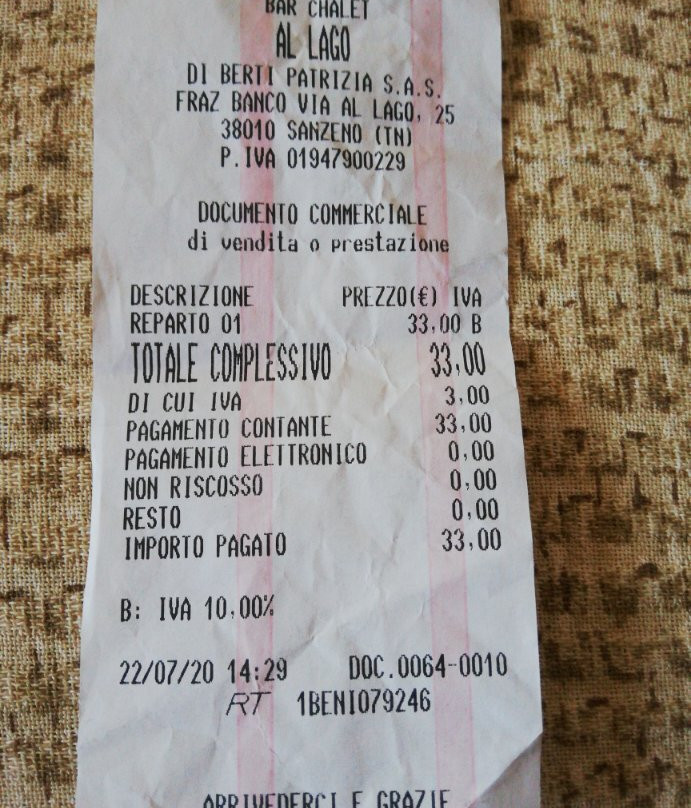 BAR CHALET
AL LAGO
DI BERTI PATRIZIA S.A.S.
FRAZ BANCO VIA AL LAGO, 25
38010 SANZENO (TN)
P.IVA 01947900229
DOCUMENTO COMMERCIALE
di vendita o prestazione
DESCRIZIONE PREZZO(€) IVA
REPARTO 01 33,00 B
TOTALE COMPLESSIVO 33,00
DI CUI IVA 3,00
PAGAMENTO CONTANTE 33,00
PAGAMENTO ELETTRONICO 0,00
NON RISCOSSO 0,00
RESTO 0,00
IMPORTO PAGATO 33,00
B: IVA 10,00%
22/07/20 14:29 DOC.0064-0010
RT 1BENI079246
ARRIVEDERCI E GRAZIE